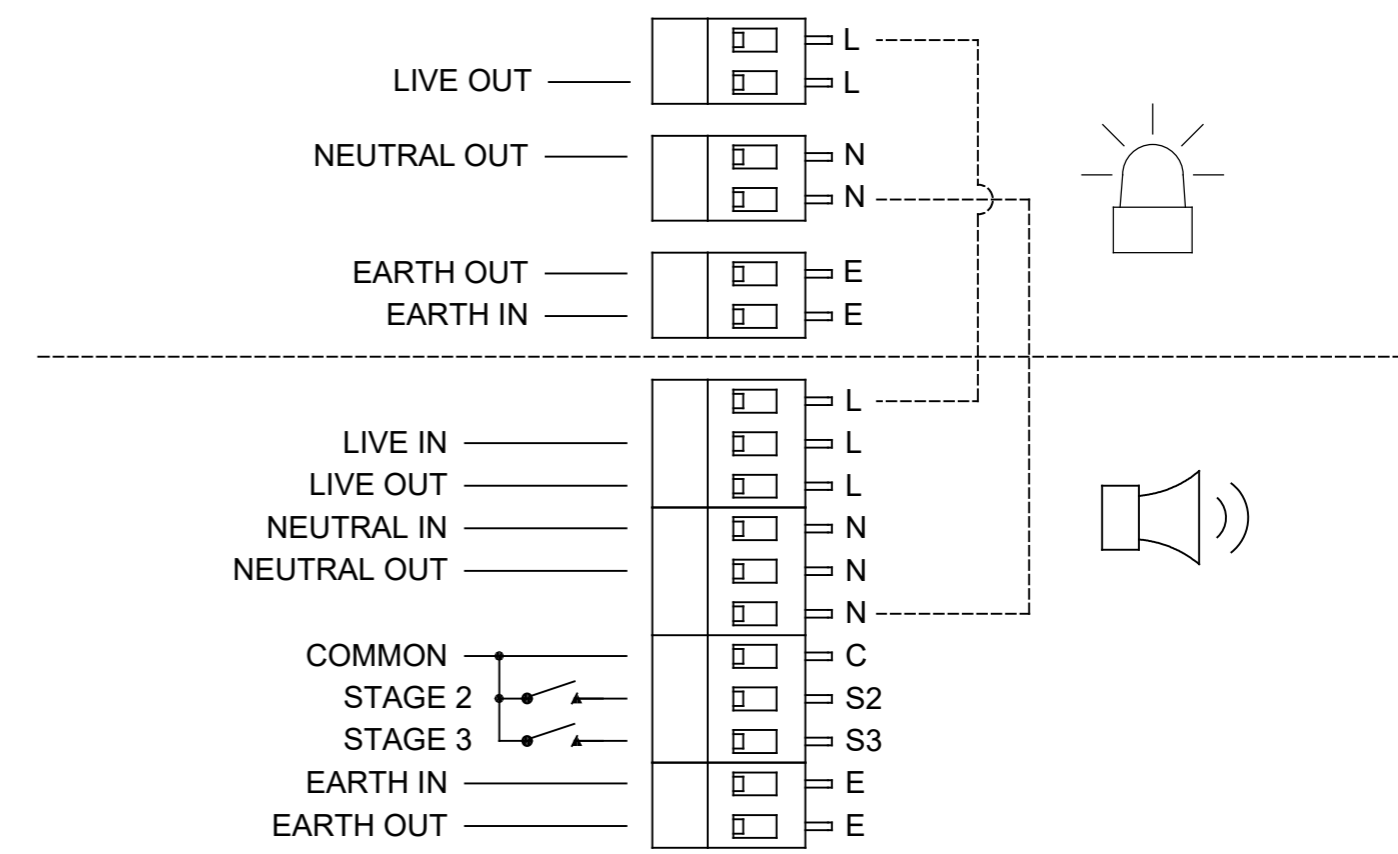 L
LIVE OUT L
NEUTRAL OUT N
N
EARTH OUT E
EARTH IN E
L
LIVE IN L
LIVE OUT L
NEUTRAL IN N
NEUTRAL OUT N
N
COMMON C
STAGE 2 S2
STAGE 3 S3
EARTH IN E
EARTH OUT E